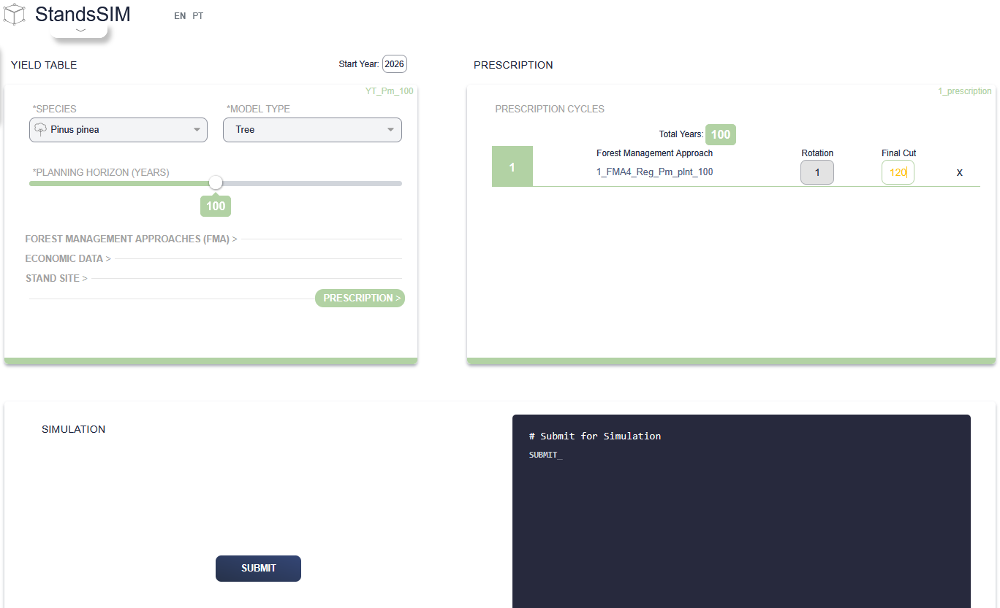 StandsSIM
EN PT
YIELD TABLE
Start Year: 2026
YT_Pm_100
*SPECIES
*MODEL TYPE
Pinus pinea
Tree
*PLANNING HORIZON (YEARS)
100
FOREST MANAGEMENT APPROACHES (FMA) >
ECONOMIC DATA >
STAND SITE >
PRESCRIPTION >
PRESCRIPTION
1_prescription
PRESCRIPTION CYCLES
Total Years: 100
Forest Management Approach
Rotation
Final Cut
1
1_FMA4_Reg_Pm_plnt_100
1
120
X
SIMULATION
SUBMIT
# Submit for Simulation
SUBMIT_